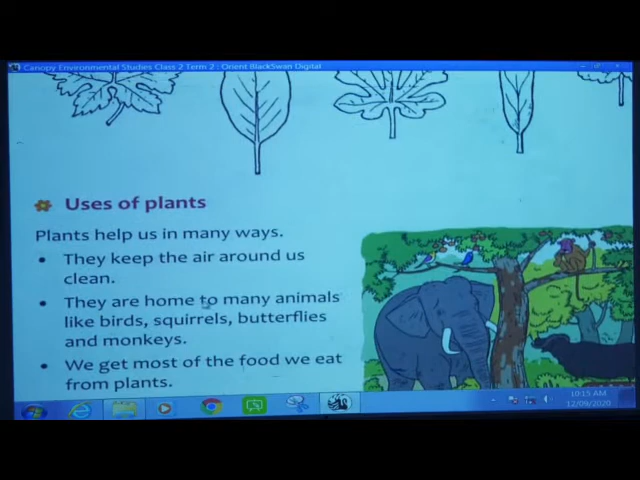 Canopy Environmental Studies Class 2 Term 2 : Orient BlackSwan Digital
Uses of plants
Plants help us in many ways.
• They keep the air around us
clean.
• They are home to many animals
like birds, squirrels, butterflies
and monkeys.
• We get most of the food we eat
from plants.
10:15 AM
12/09/2020